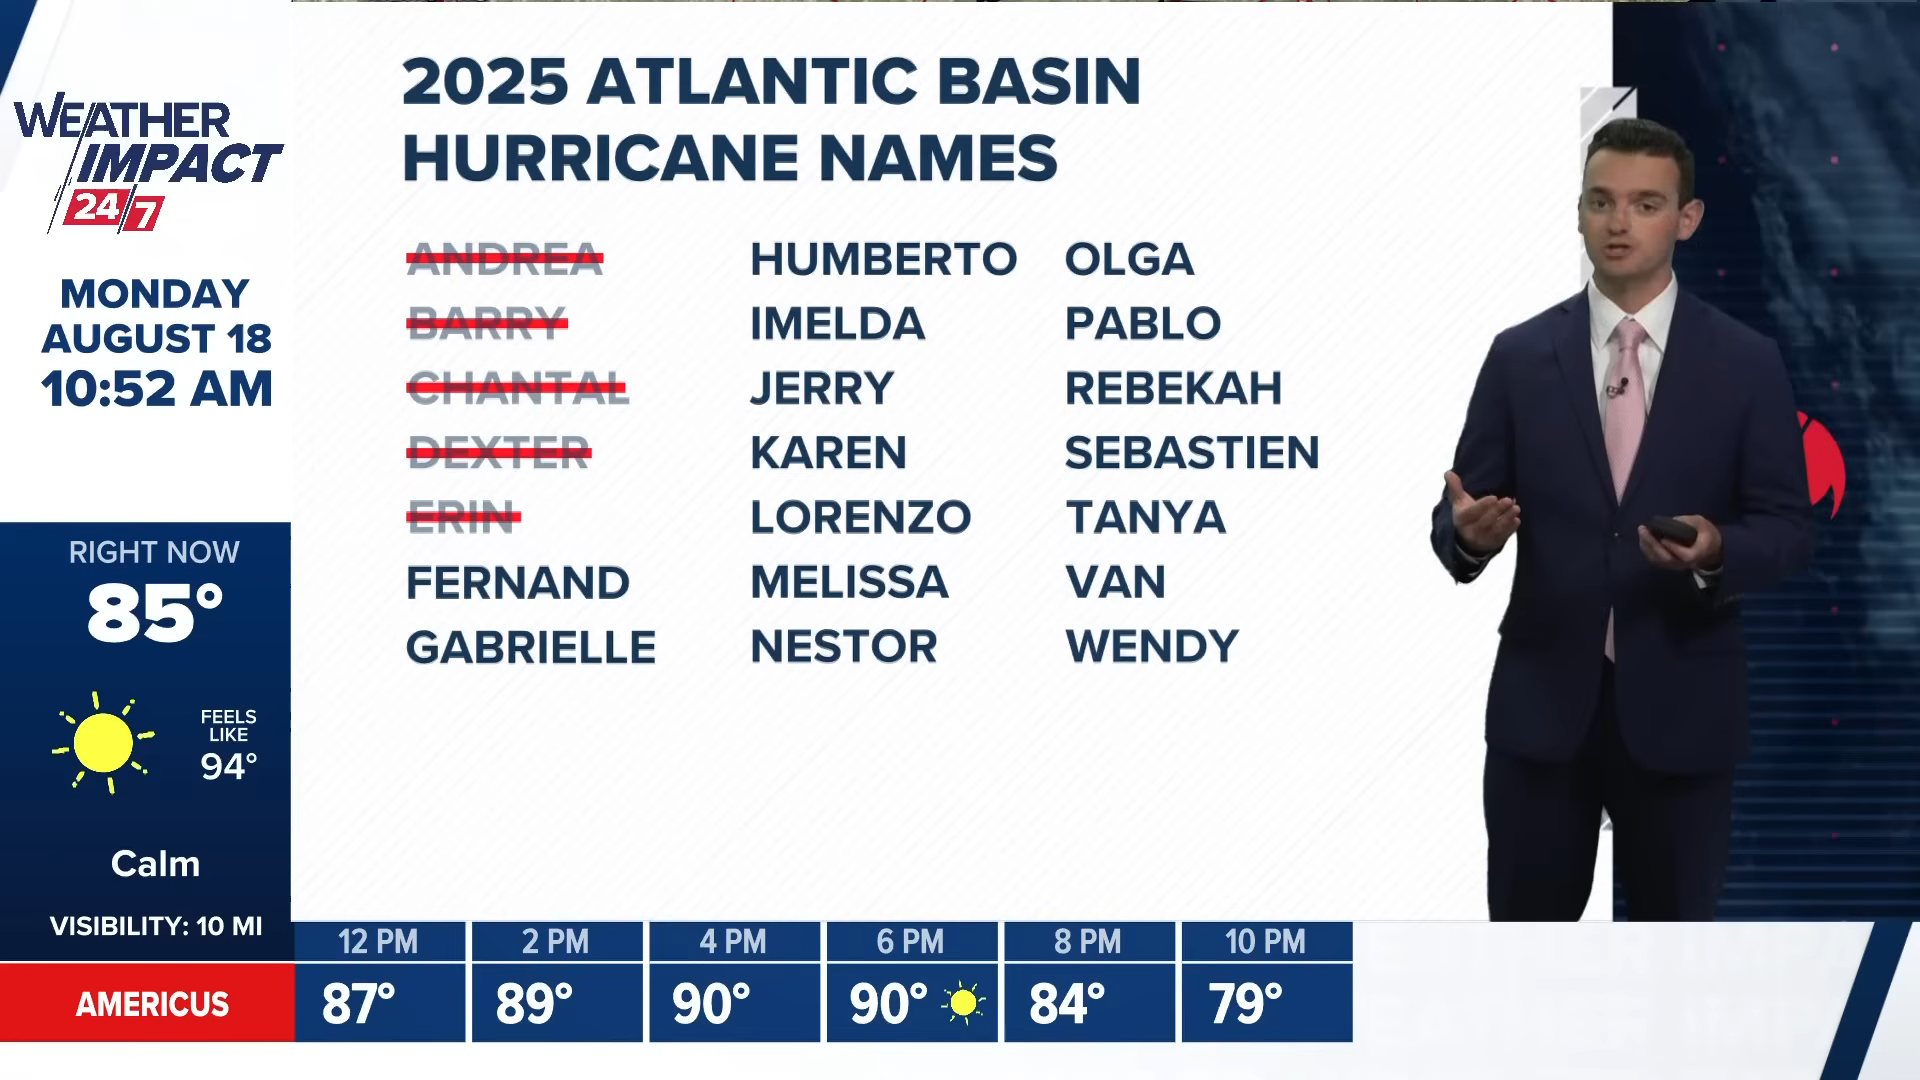 WEATHER
IMPACT
24/7
MONDAY
AUGUST 18
10:52 AM
RIGHT NOW
85°
FEELS
LIKE
94°
Calm
VISIBILITY: 10 MI
AMERICUS
2025 ATLANTIC BASIN
HURRICANE NAMES
ANDREA
BARRY
CHANTAL
DEXTER
ERIN
FERNAND
GABRIELLE
HUMBERTO
IMELDA
JERRY
KAREN
LORENZO
MELISSA
NESTOR
OLGA
PABLO
REBEKAH
SEBASTIEN
TANYA
VAN
WENDY
12 PM 2 PM 4 PM 6 PM 8 PM 10 PM
87° 89° 90° 90° 84° 79°